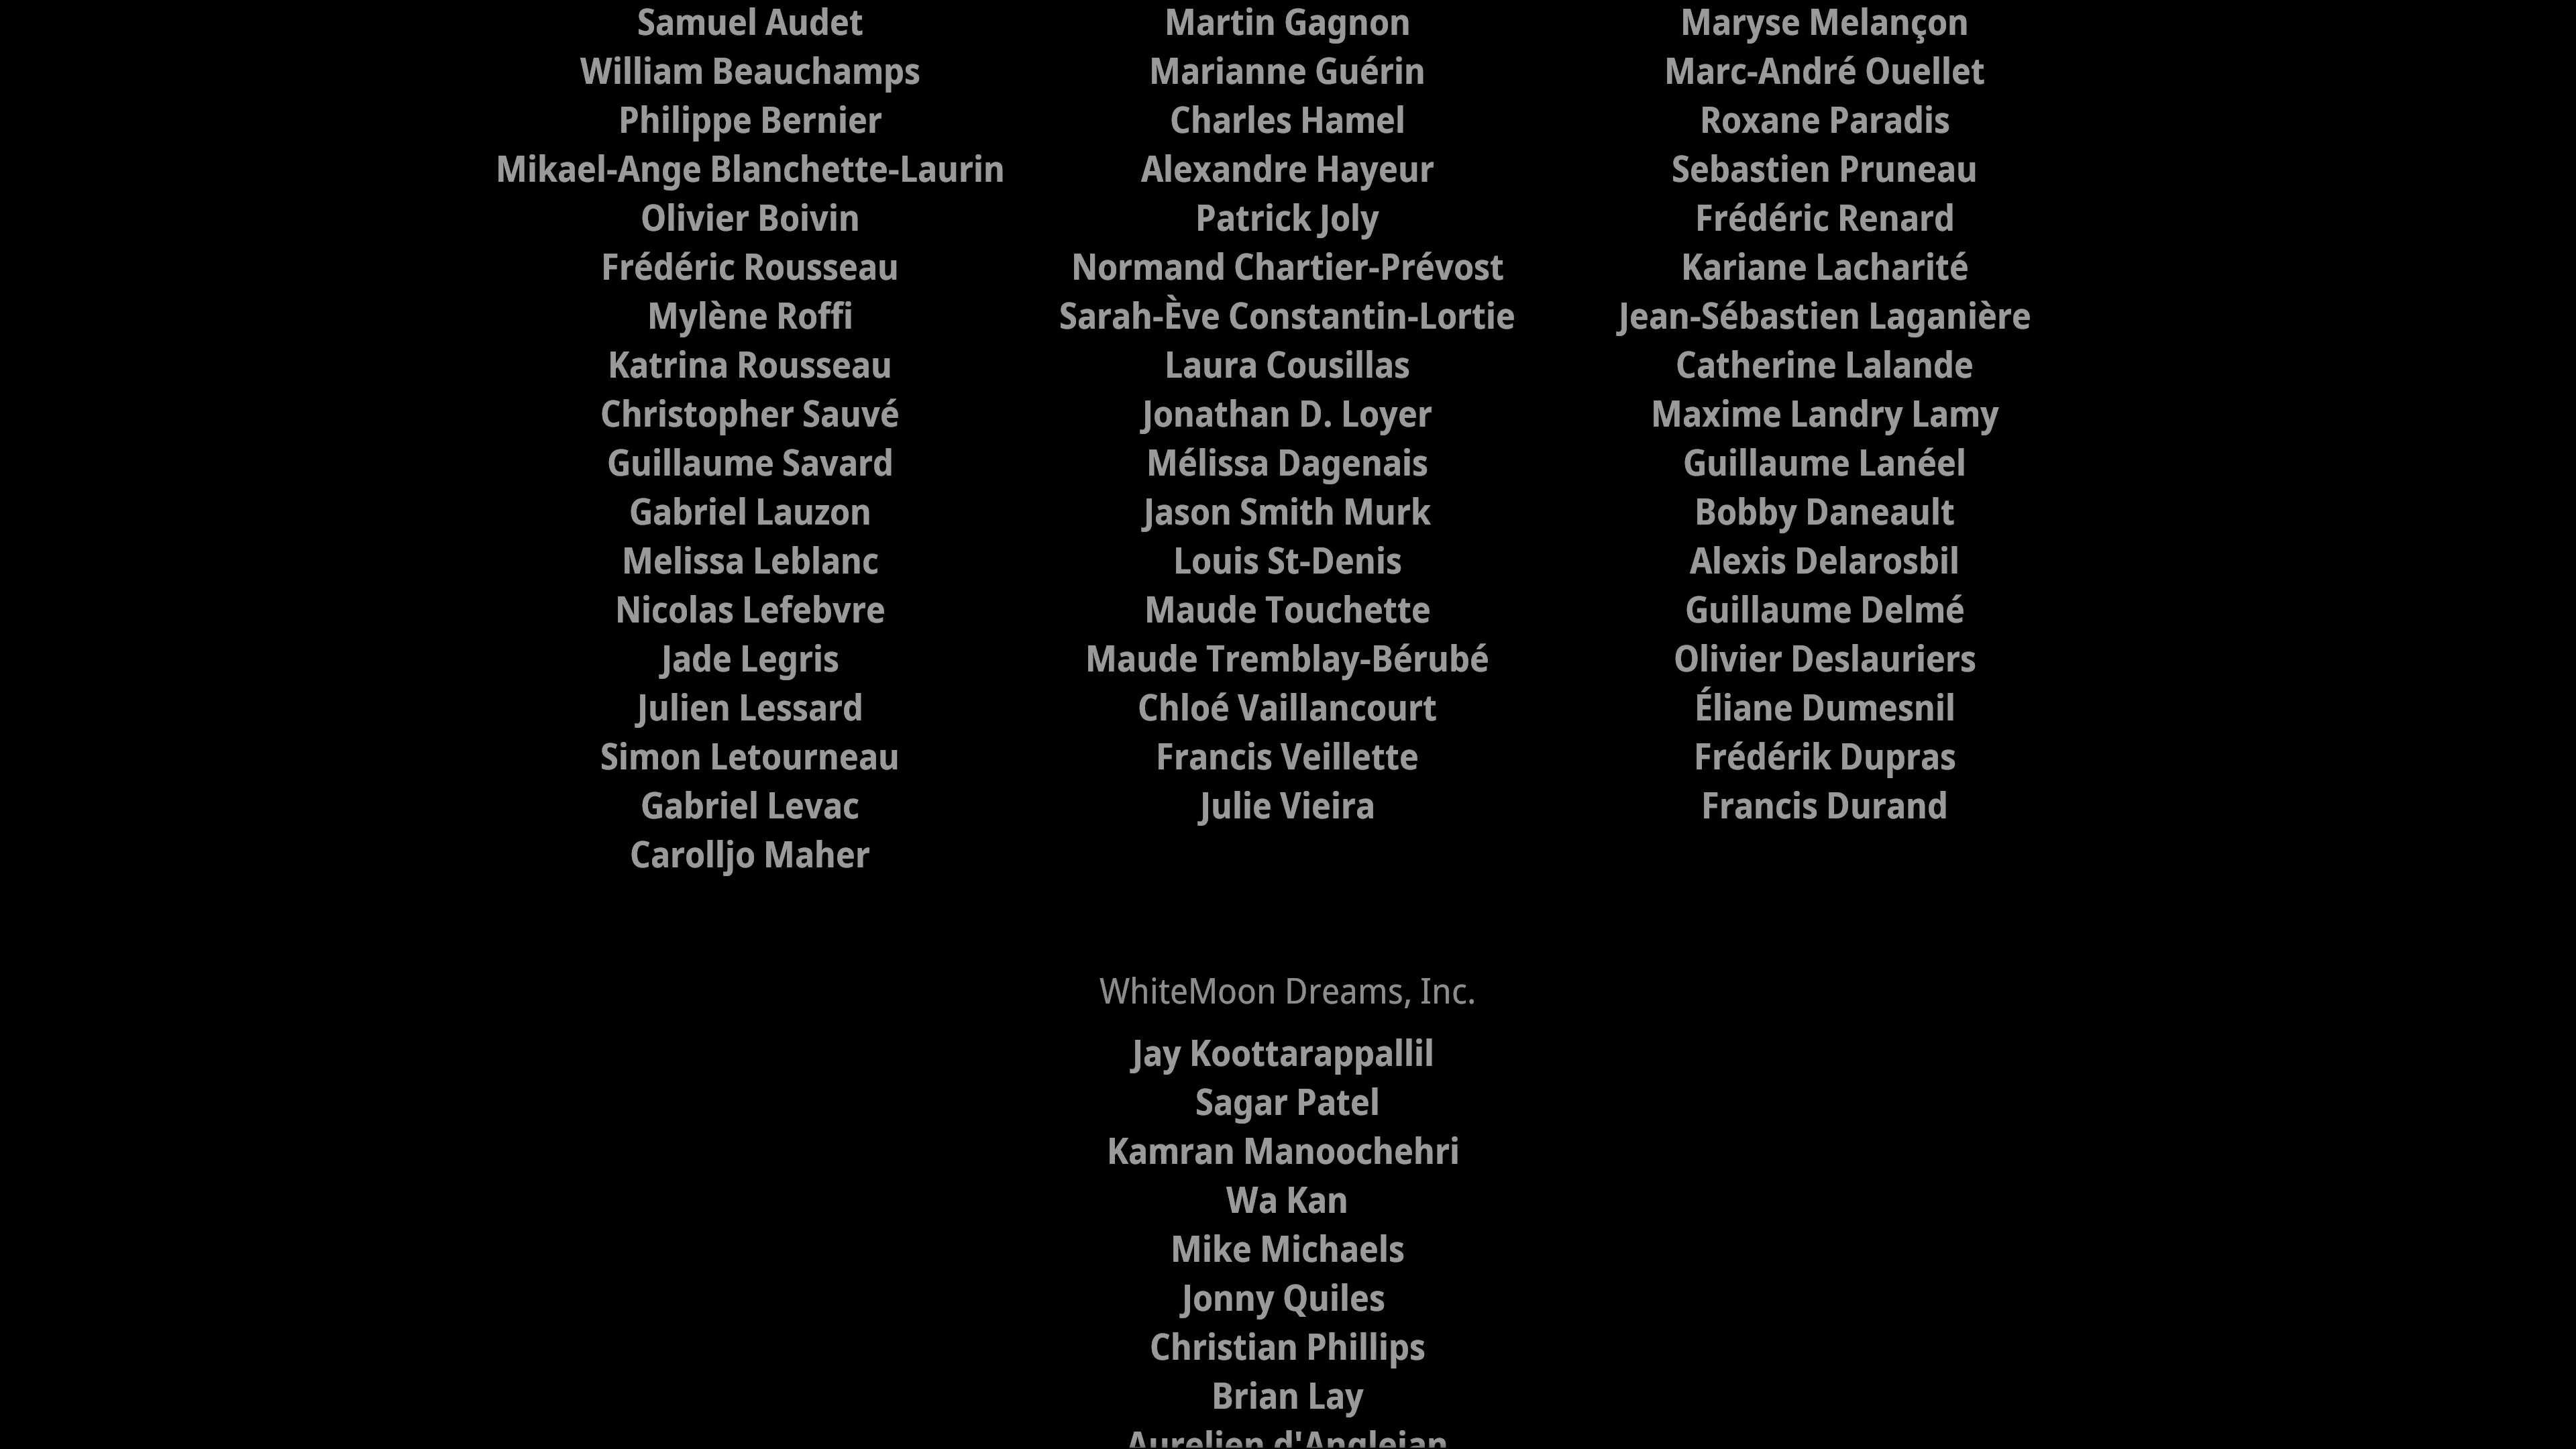 Samuel Audet
William Beauchamps
Philippe Bernier
Mikael-Ange Blanchette-Laurin
Olivier Boivin
Frédéric Rousseau
Mylène Roffi
Katrina Rousseau
Christopher Sauvé
Guillaume Savard
Gabriel Lauzon
Melissa Leblanc
Nicolas Lefebvre
Jade Legris
Julien Lessard
Simon Letourneau
Gabriel Levac
Carolljo Maher
Martin Gagnon
Marianne Guérin
Charles Hamel
Alexandre Hayeur
Patrick Joly
Normand Chartier-Prévost
Sarah-Ève Constantin-Lortie
Laura Cousillas
Jonathan D. Loyer
Mélissa Dagenais
Jason Smith Murk
Louis St-Denis
Maude Touchette
Maude Tremblay-Bérubé
Chloé Vaillancourt
Francis Veillette
Julie Vieira
Maryse Melançon
Marc-André Ouellet
Roxane Paradis
Sebastien Pruneau
Frédéric Renard
Kariane Lacharité
Jean-Sébastien Laganière
Catherine Lalande
Maxime Landry Lamy
Guillaume Lanéel
Bobby Daneault
Alexis Delarosbil
Guillaume Delmé
Olivier Deslauriers
Éliane Dumesnil
Frédérik Dupras
Francis Durand
WhiteMoon Dreams, Inc.
Jay Koottarappallil
Sagar Patel
Kamran Manoochehri
Wa Kan
Mike Michaels
Jonny Quiles
Christian Phillips
Brian Lay
Aurelien d'Anglejan